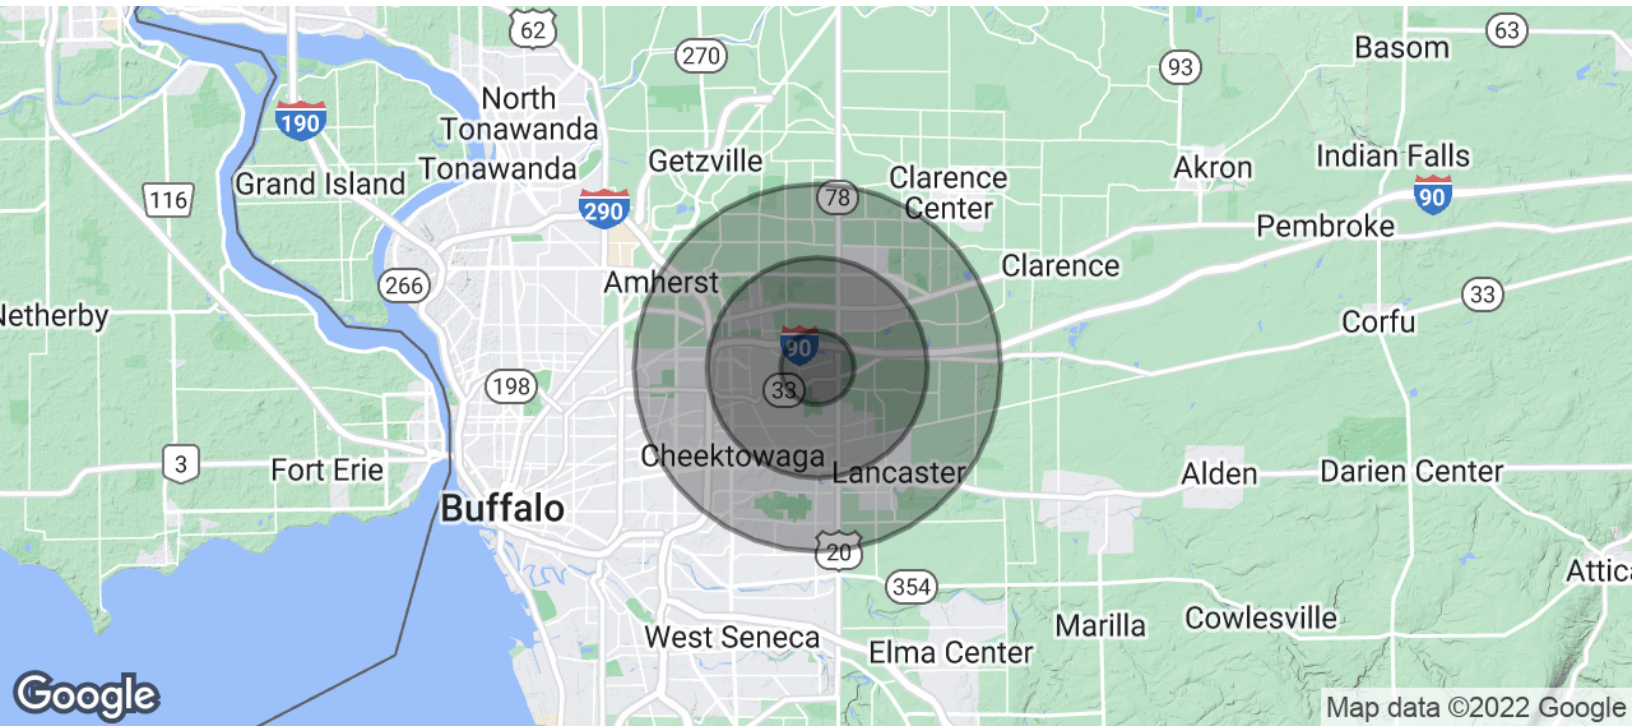 62
270
63
Basom
93
North
Tonawanda
190
Tonawanda
Getzville
Indian Falls
Akron
Clarence
Center
Grand Island
116
78
90
290
Pembroke
Clarence
Amherst
266
33
Netherby
Corfu
90
198
33
Cheektowaga
Lancaster
3
Fort Erie
Alden
Darien Center
Buffalo
20
Attica
354
Cowlesville
Marilla
West Seneca
Elma Center
Google
Map data ©2022 Google